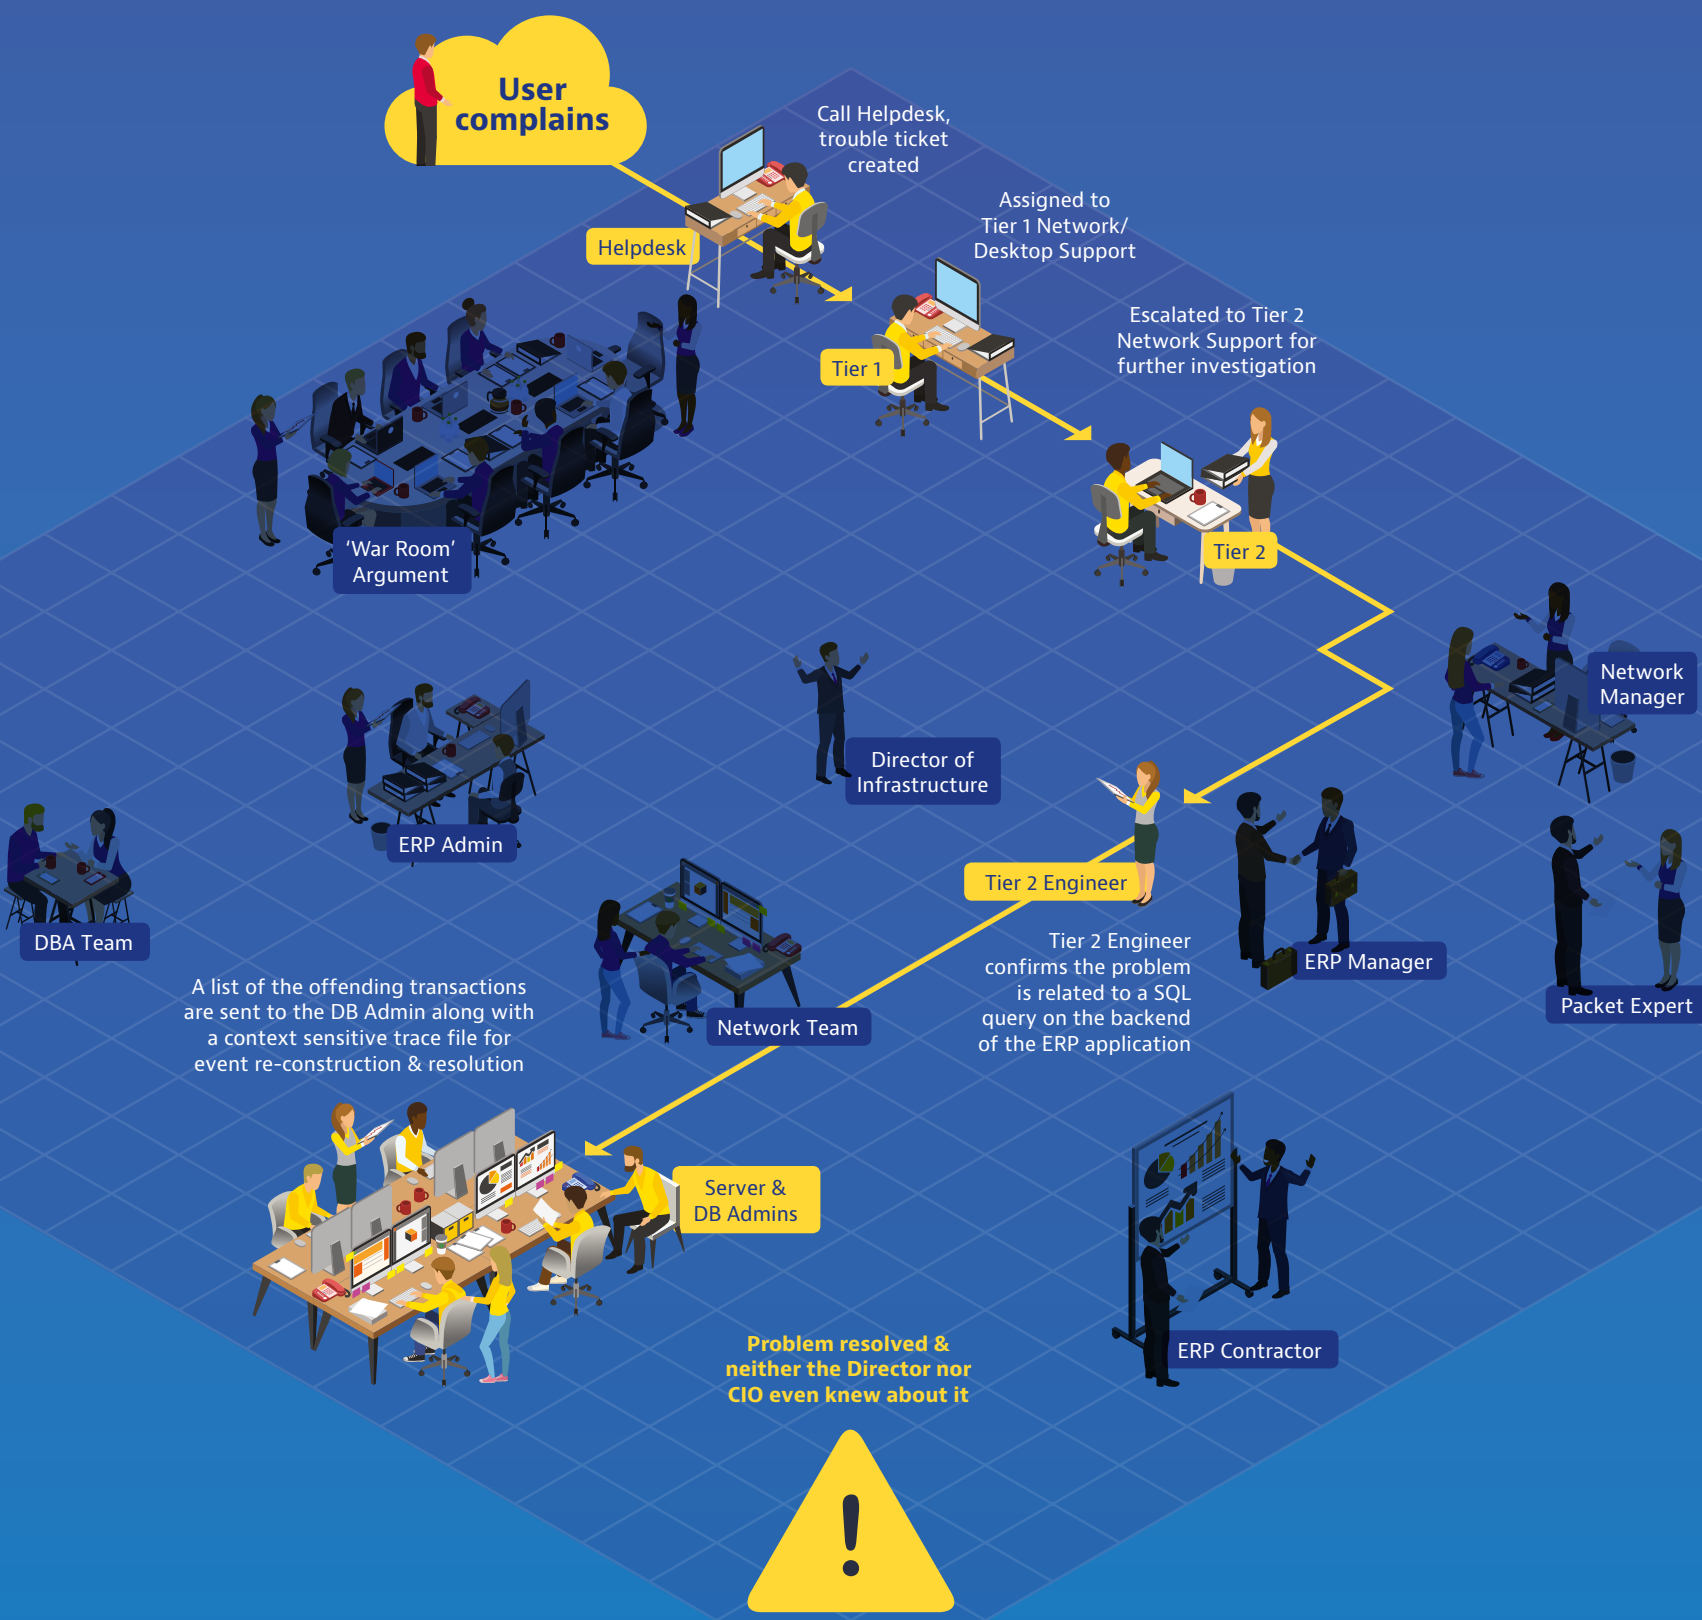 User
complains
Call Helpdesk,
trouble ticket
created
Helpdesk
Assigned to
Tier 1 Network/
Desktop Support
Tier 1
Escalated to Tier 2
Network Support for
further investigation
Tier 2
‘War Room’
Argument
Network
Manager
Director of
Infrastructure
ERP Admin
Tier 2 Engineer
DBA Team
Tier 2 Engineer
confirms the problem
is related to a SQL
query on the backend
of the ERP application
ERP Manager
Packet Expert
A list of the offending transactions
are sent to the DB Admin along with
a context sensitive trace file for
event re-construction & resolution
Network Team
Server &
DB Admins
ERP Contractor
Problem resolved &
neither the Director nor
CIO even knew about it
!